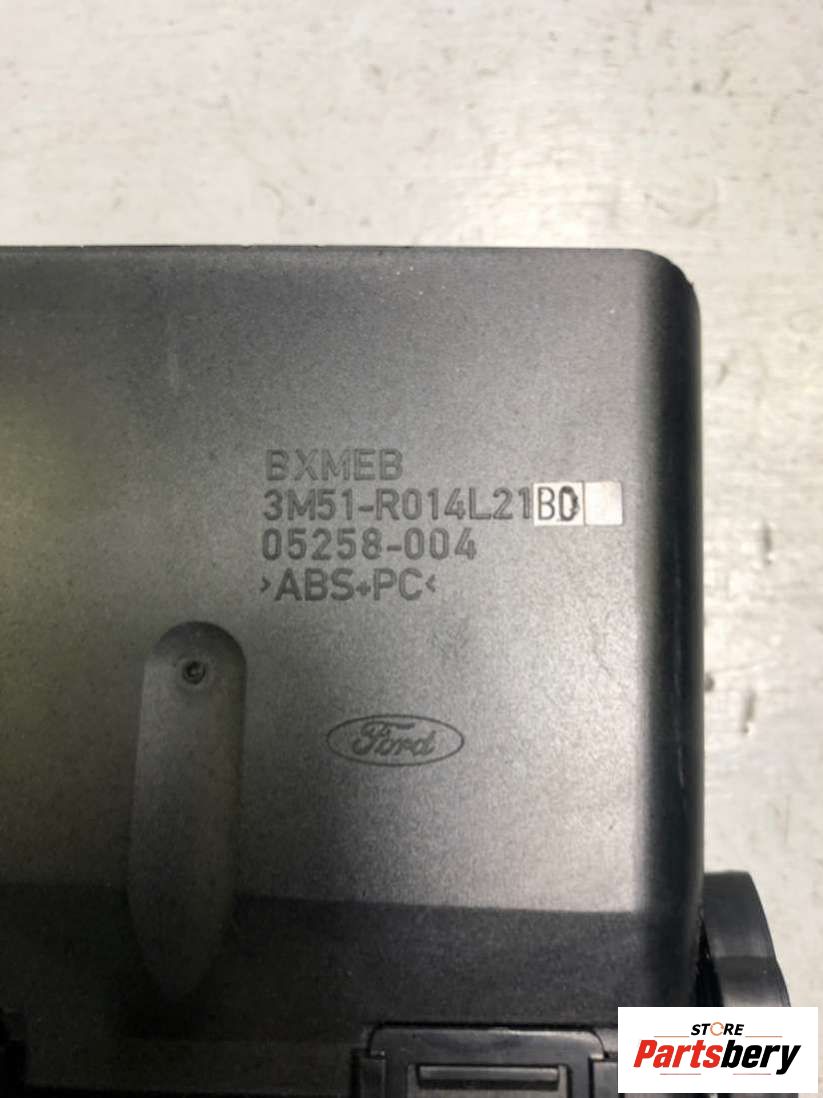 BXMEB
3M51-R014L21BD
05258-004
>ABS+PC<
Ford
STORE
Partsbery